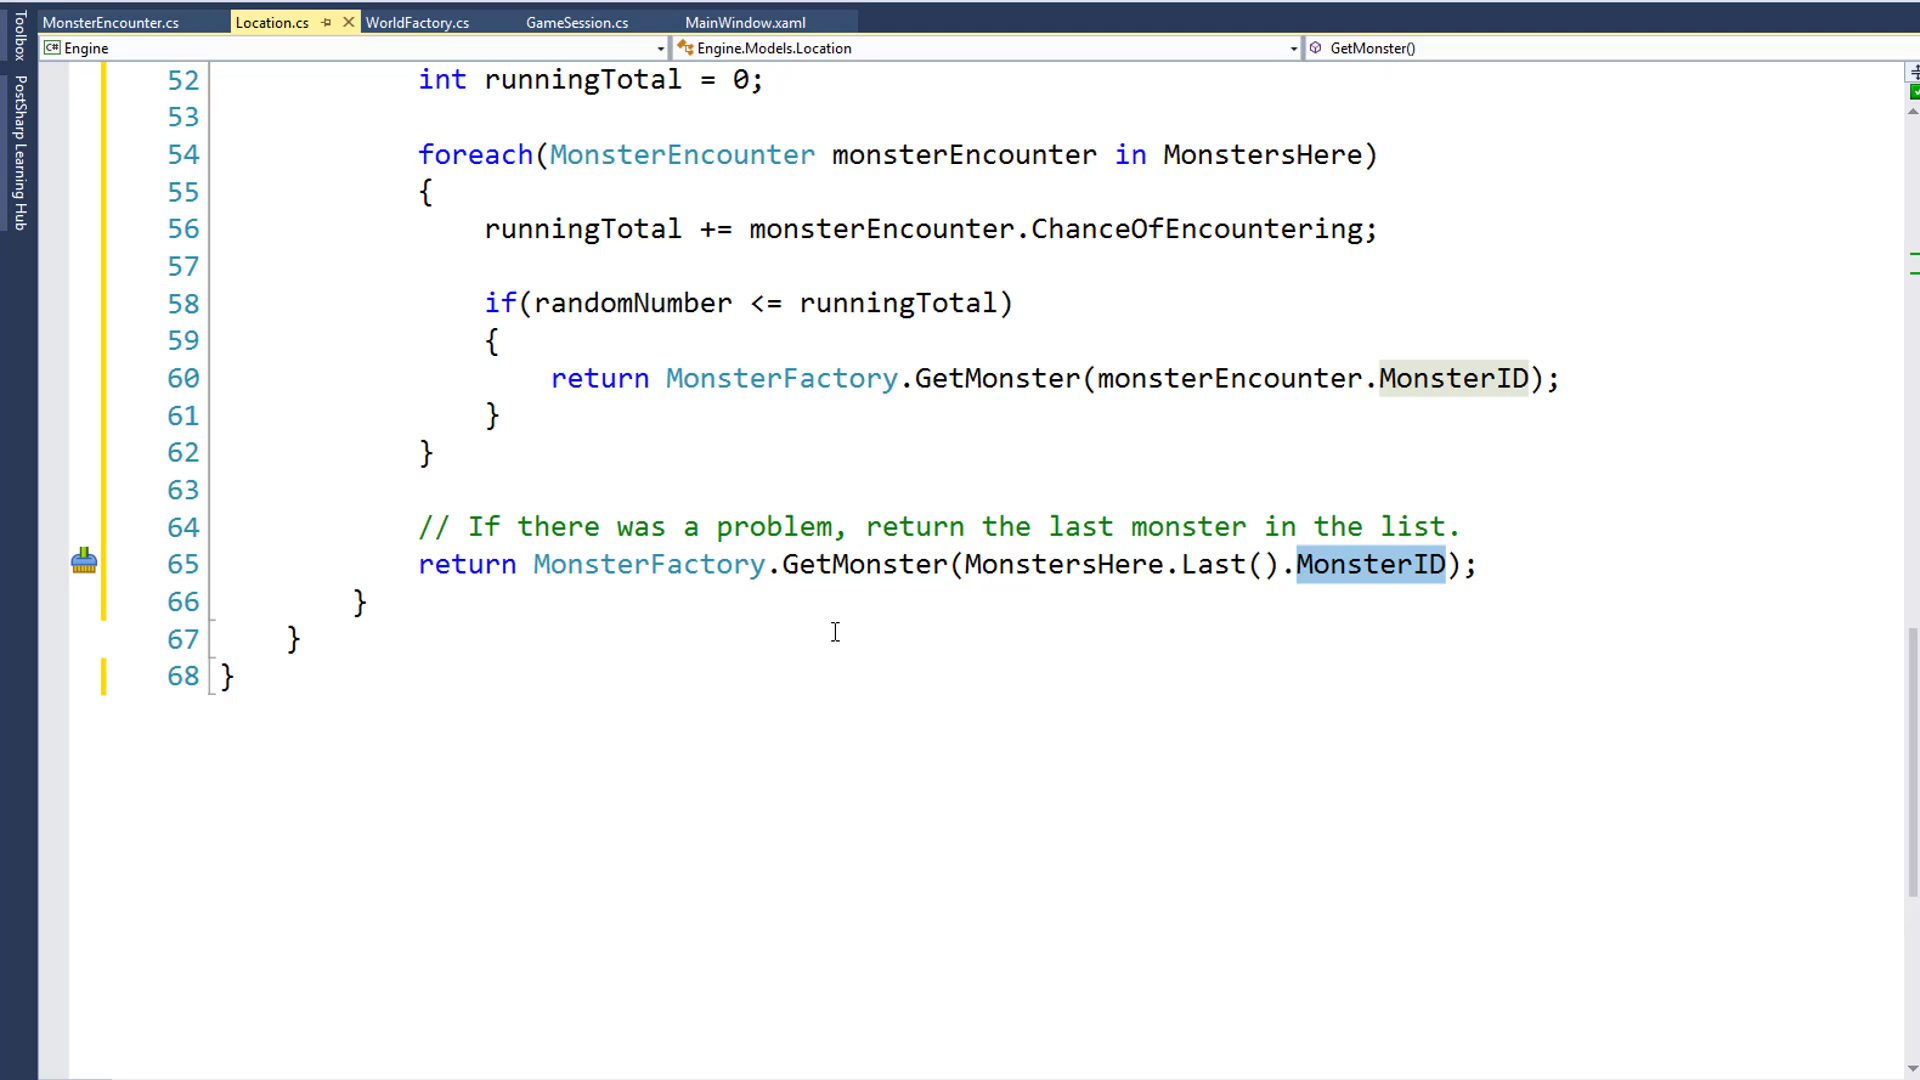 MonsterEncounter.cs Location.cs WorldFactory.cs GameSession.cs MainWindow.xaml
Toolbox
PostSharp Learning Hub
C# Engine Engine.Models.Location GetMonster()
52 int runningTotal = 0;
53
54 foreach(MonsterEncounter monsterEncounter in MonstersHere)
55 {
56 runningTotal += monsterEncounter.ChanceOfEncountering;
57
58 if(randomNumber <= runningTotal)
59 {
60 return MonsterFactory.GetMonster(monsterEncounter.MonsterID);
61 }
62 }
63
64 // If there was a problem, return the last monster in the list.
65 return MonsterFactory.GetMonster(MonstersHere.Last().MonsterID);
66 }
67 }
68 }